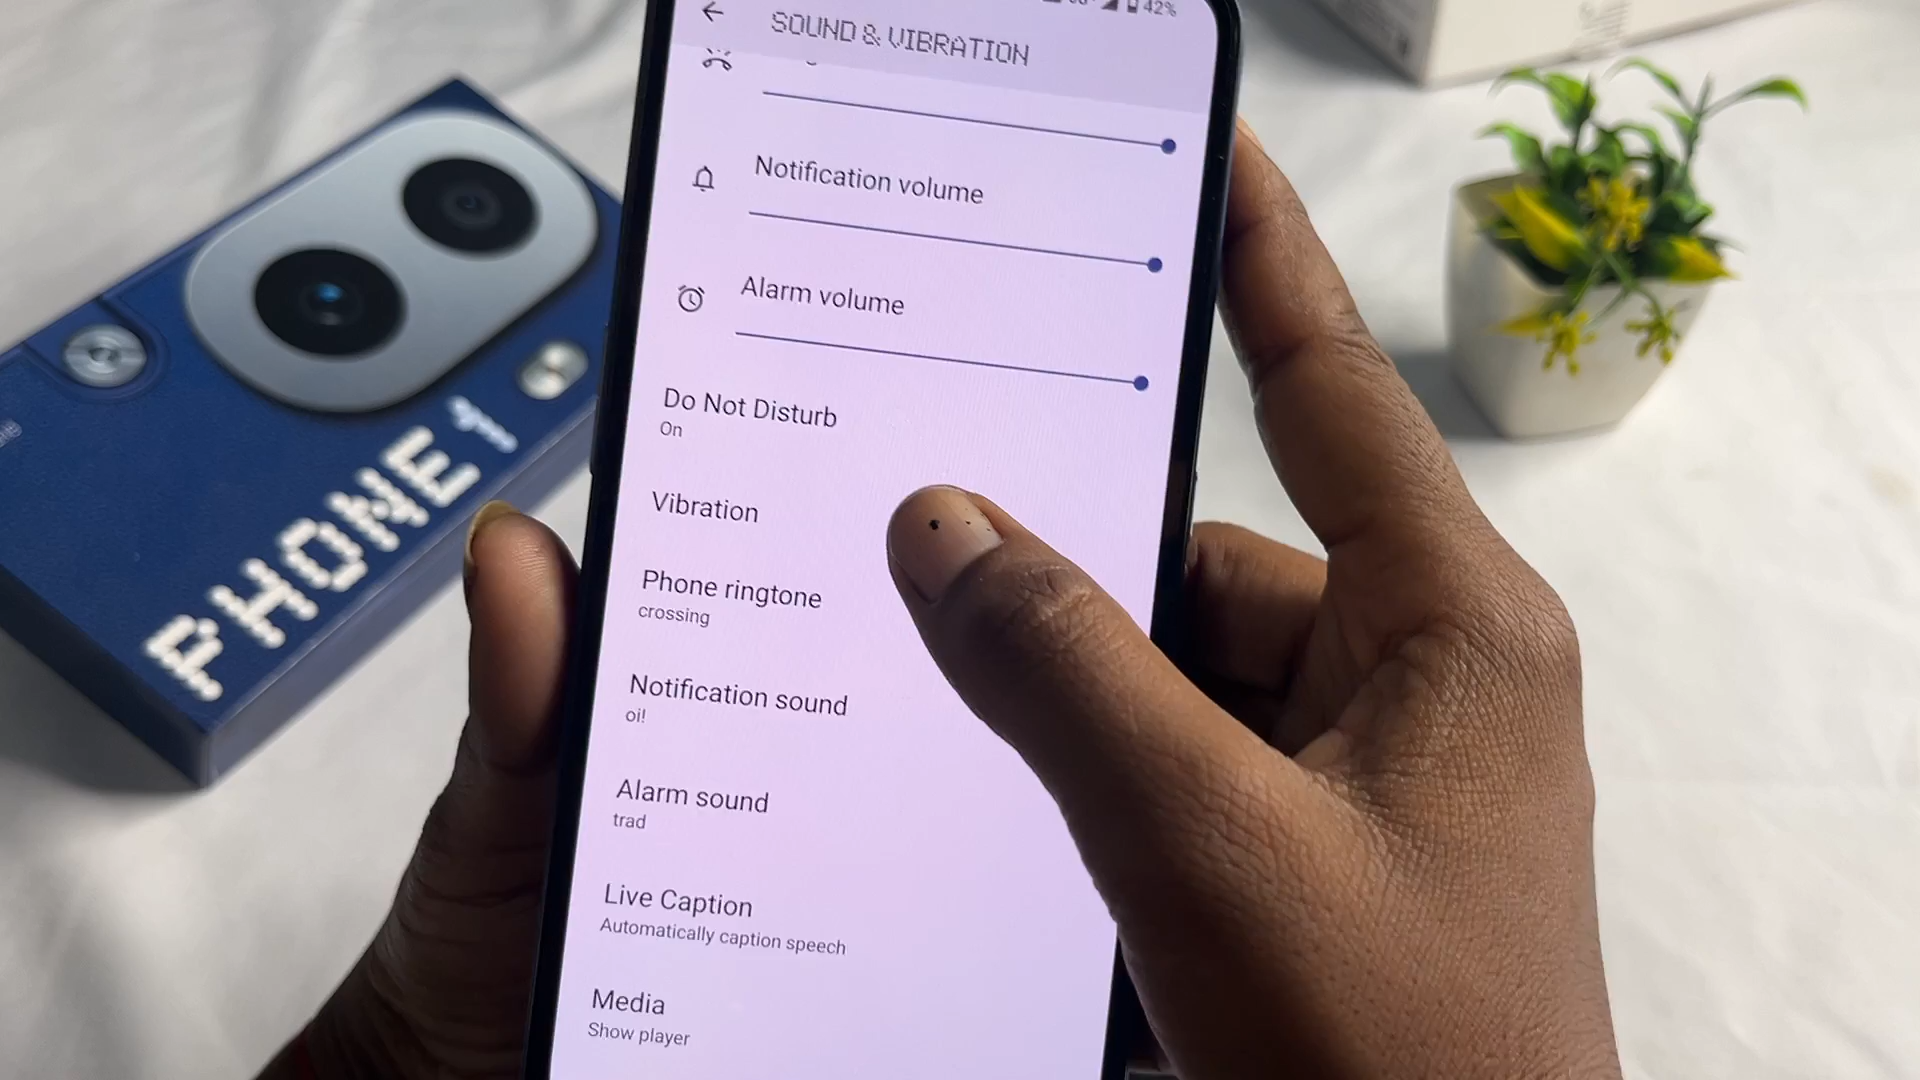 42%
SOUND & VIBRATION
Notification volume
Alarm volume
Do Not Disturb
On
Vibration
Phone ringtone
crossing
Notification sound
oi!
Alarm sound
trad
Live Caption
Automatically caption speech
Media
Show player
PHONE 1